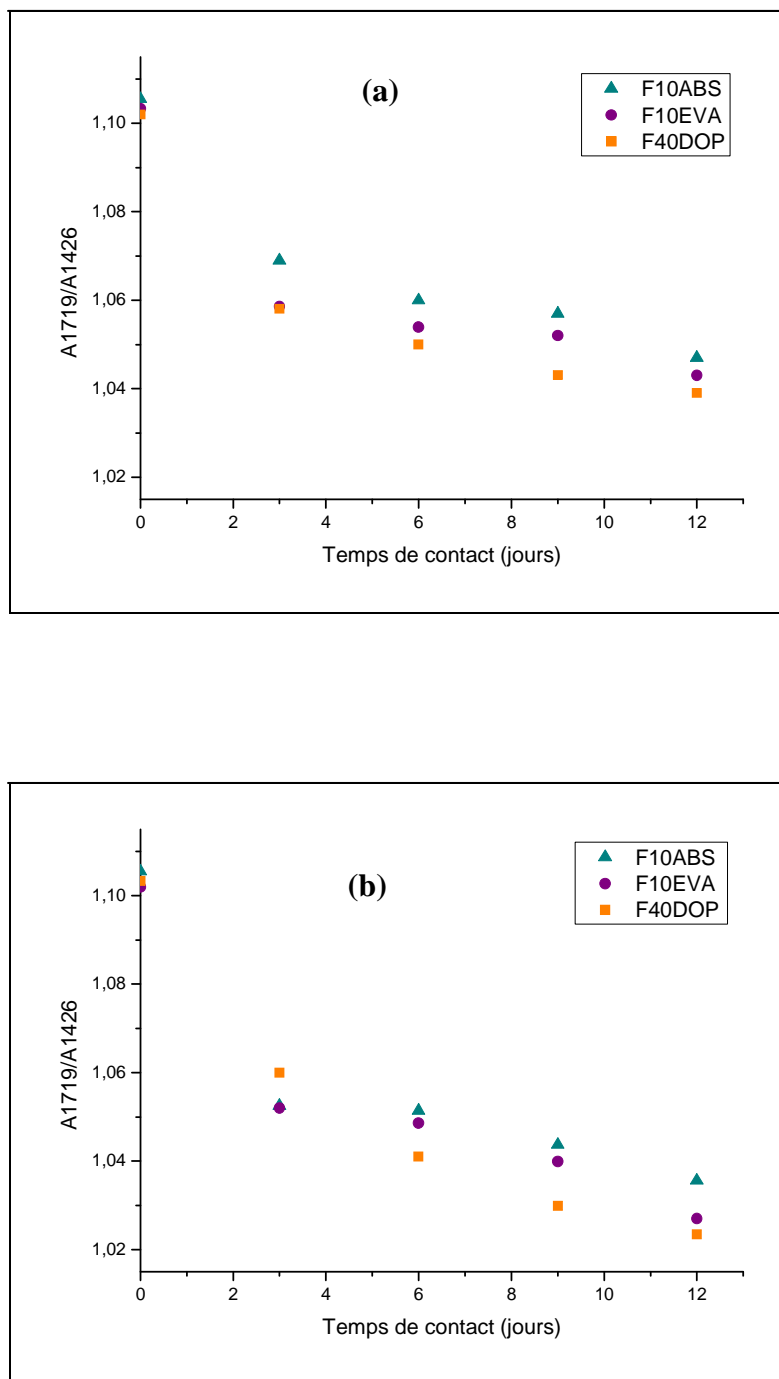 (a)
F10ABS
F10EVA
F40DOP
1,10
1,08
1,06
1,04
1,02
A1719/A1426
0 2 4 6 8 10 12
Temps de contact (jours)
(b)
F10ABS
F10EVA
F40DOP
1,10
1,08
1,06
1,04
1,02
A1719/A1426
0 2 4 6 8 10 12
Temps de contact (jours)